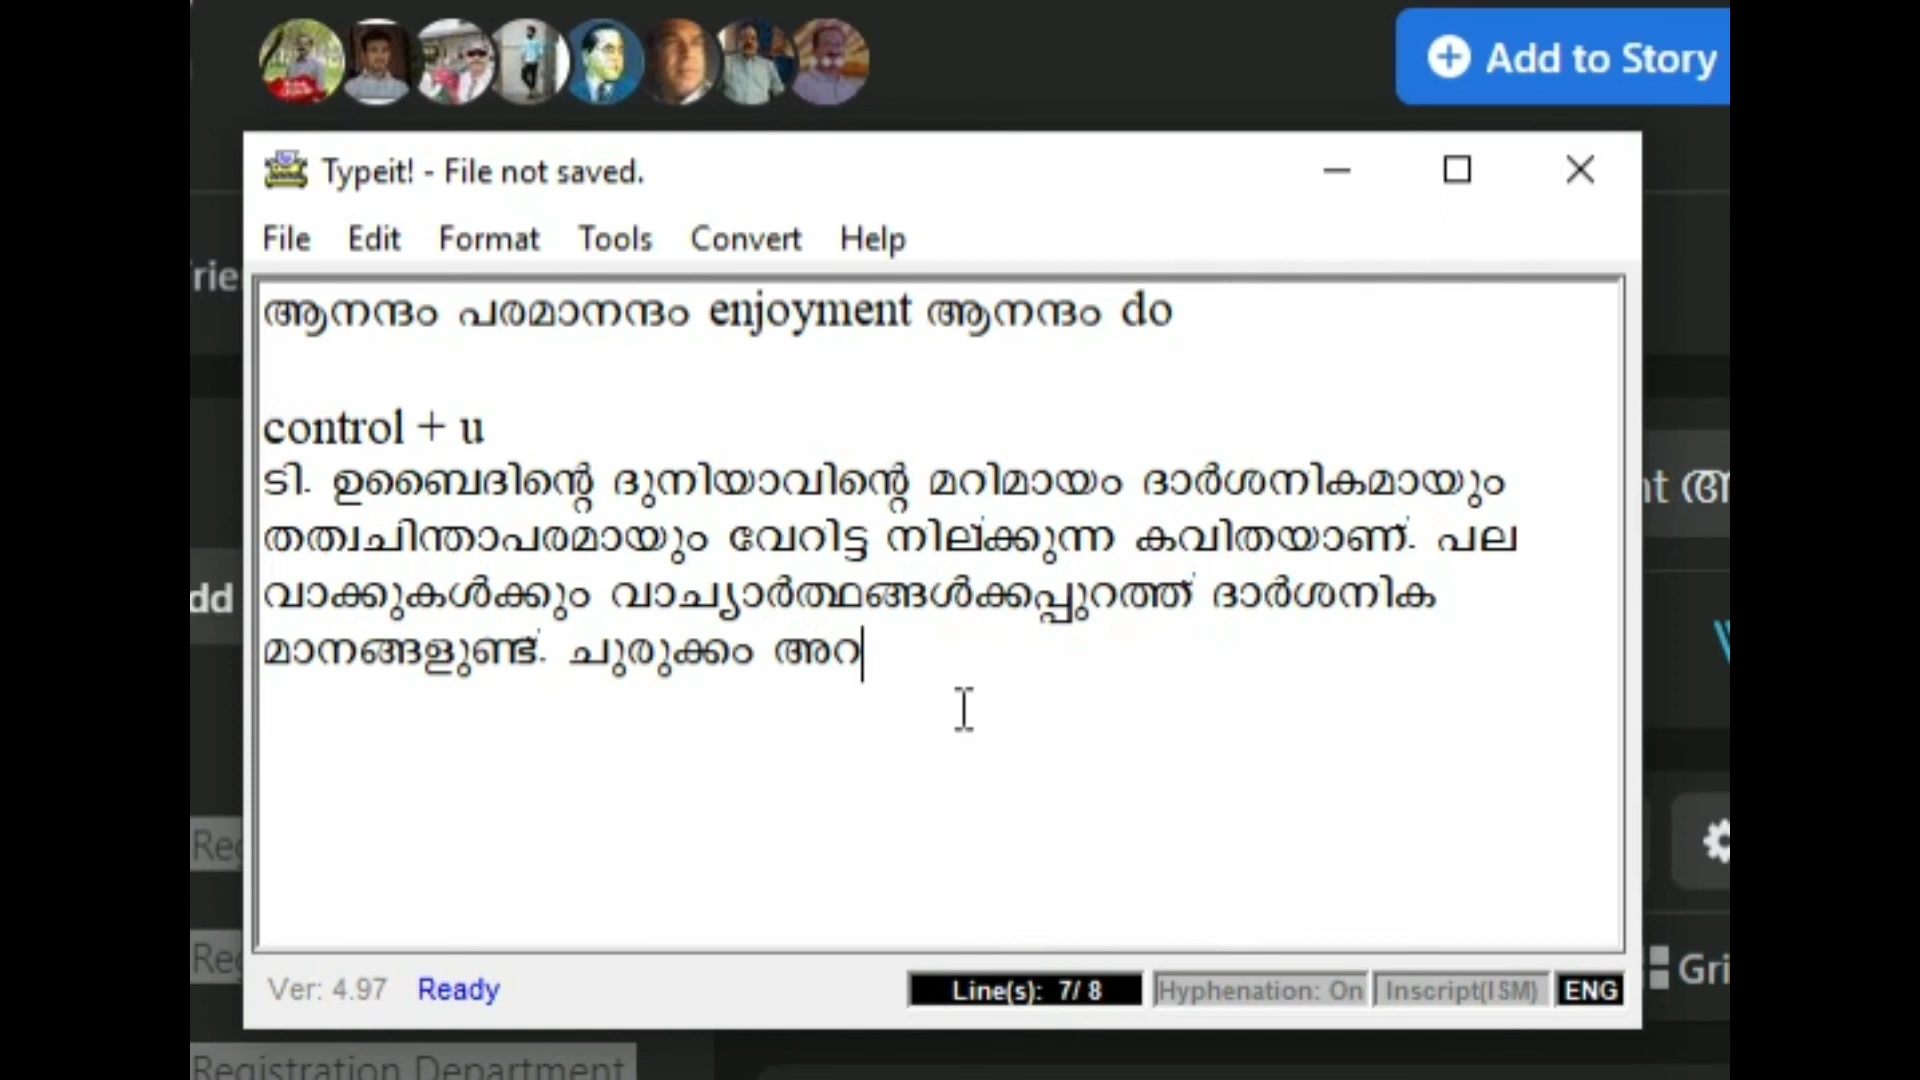 Add to Story
Typeit! - File not saved.
File Edit Format Tools Convert Help
ആനന്ദം പരമാനന്ദം enjoyment ആനന്ദം do
control + u
ടി. ഉബൈദിന്റെ ദുനിയാവിന്റെ മറിമായം ദാർശനികമായും
തത്വചിന്താപരമായും വേറിട്ട നില്ക്കുന്ന കവിതയാണ്. പല
വാക്കുകൾക്കും വാച്യാർത്ഥങ്ങൾക്കപ്പുറത്ത് ദാർശനിക
മാനങ്ങളുണ്ട്. ചുരുക്കം അറ
Ver: 4.97 Ready Line(s): 7/ 8 Hyphenation: On Inscript(ISM) ENG
Registration Department